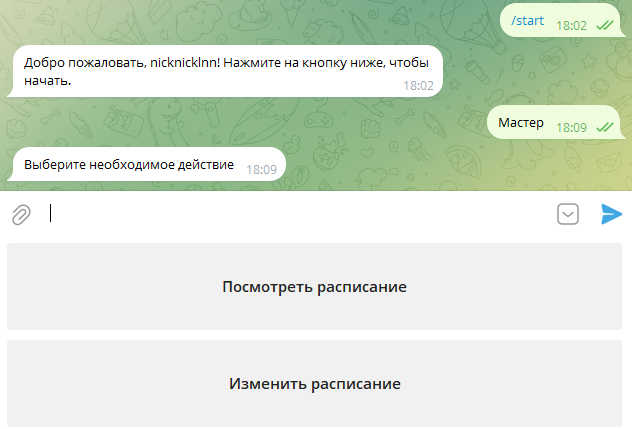 /start 18:02
Добро пожаловать, nicknicklnn! Нажмите на кнопку ниже, чтобы
начать. 18:02
Мастер 18:09
Выберите необходимое действие 18:09
Посмотреть расписание
Изменить расписание